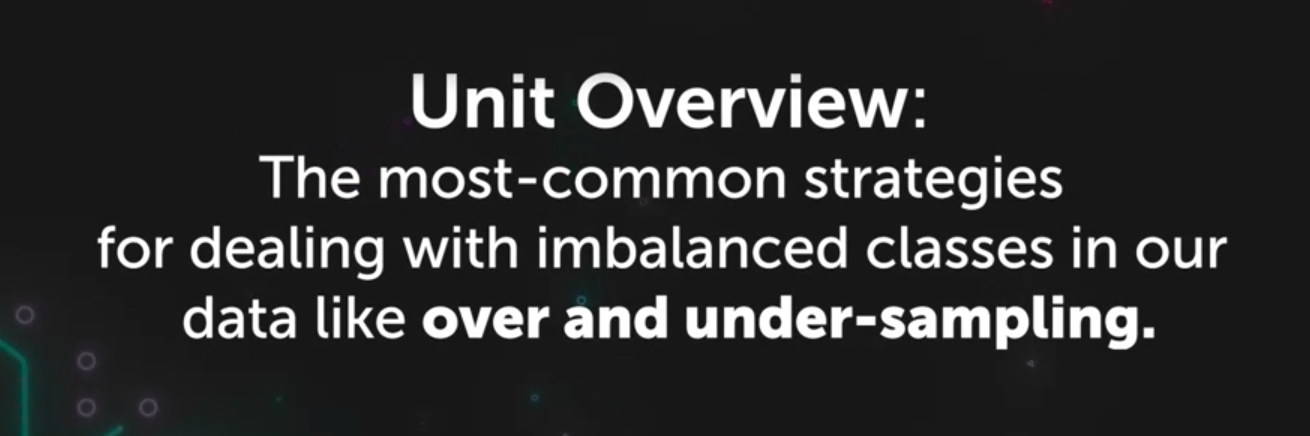 Unit Overview:
The most-common strategies
for dealing with imbalanced classes in our
data like over and under-sampling.